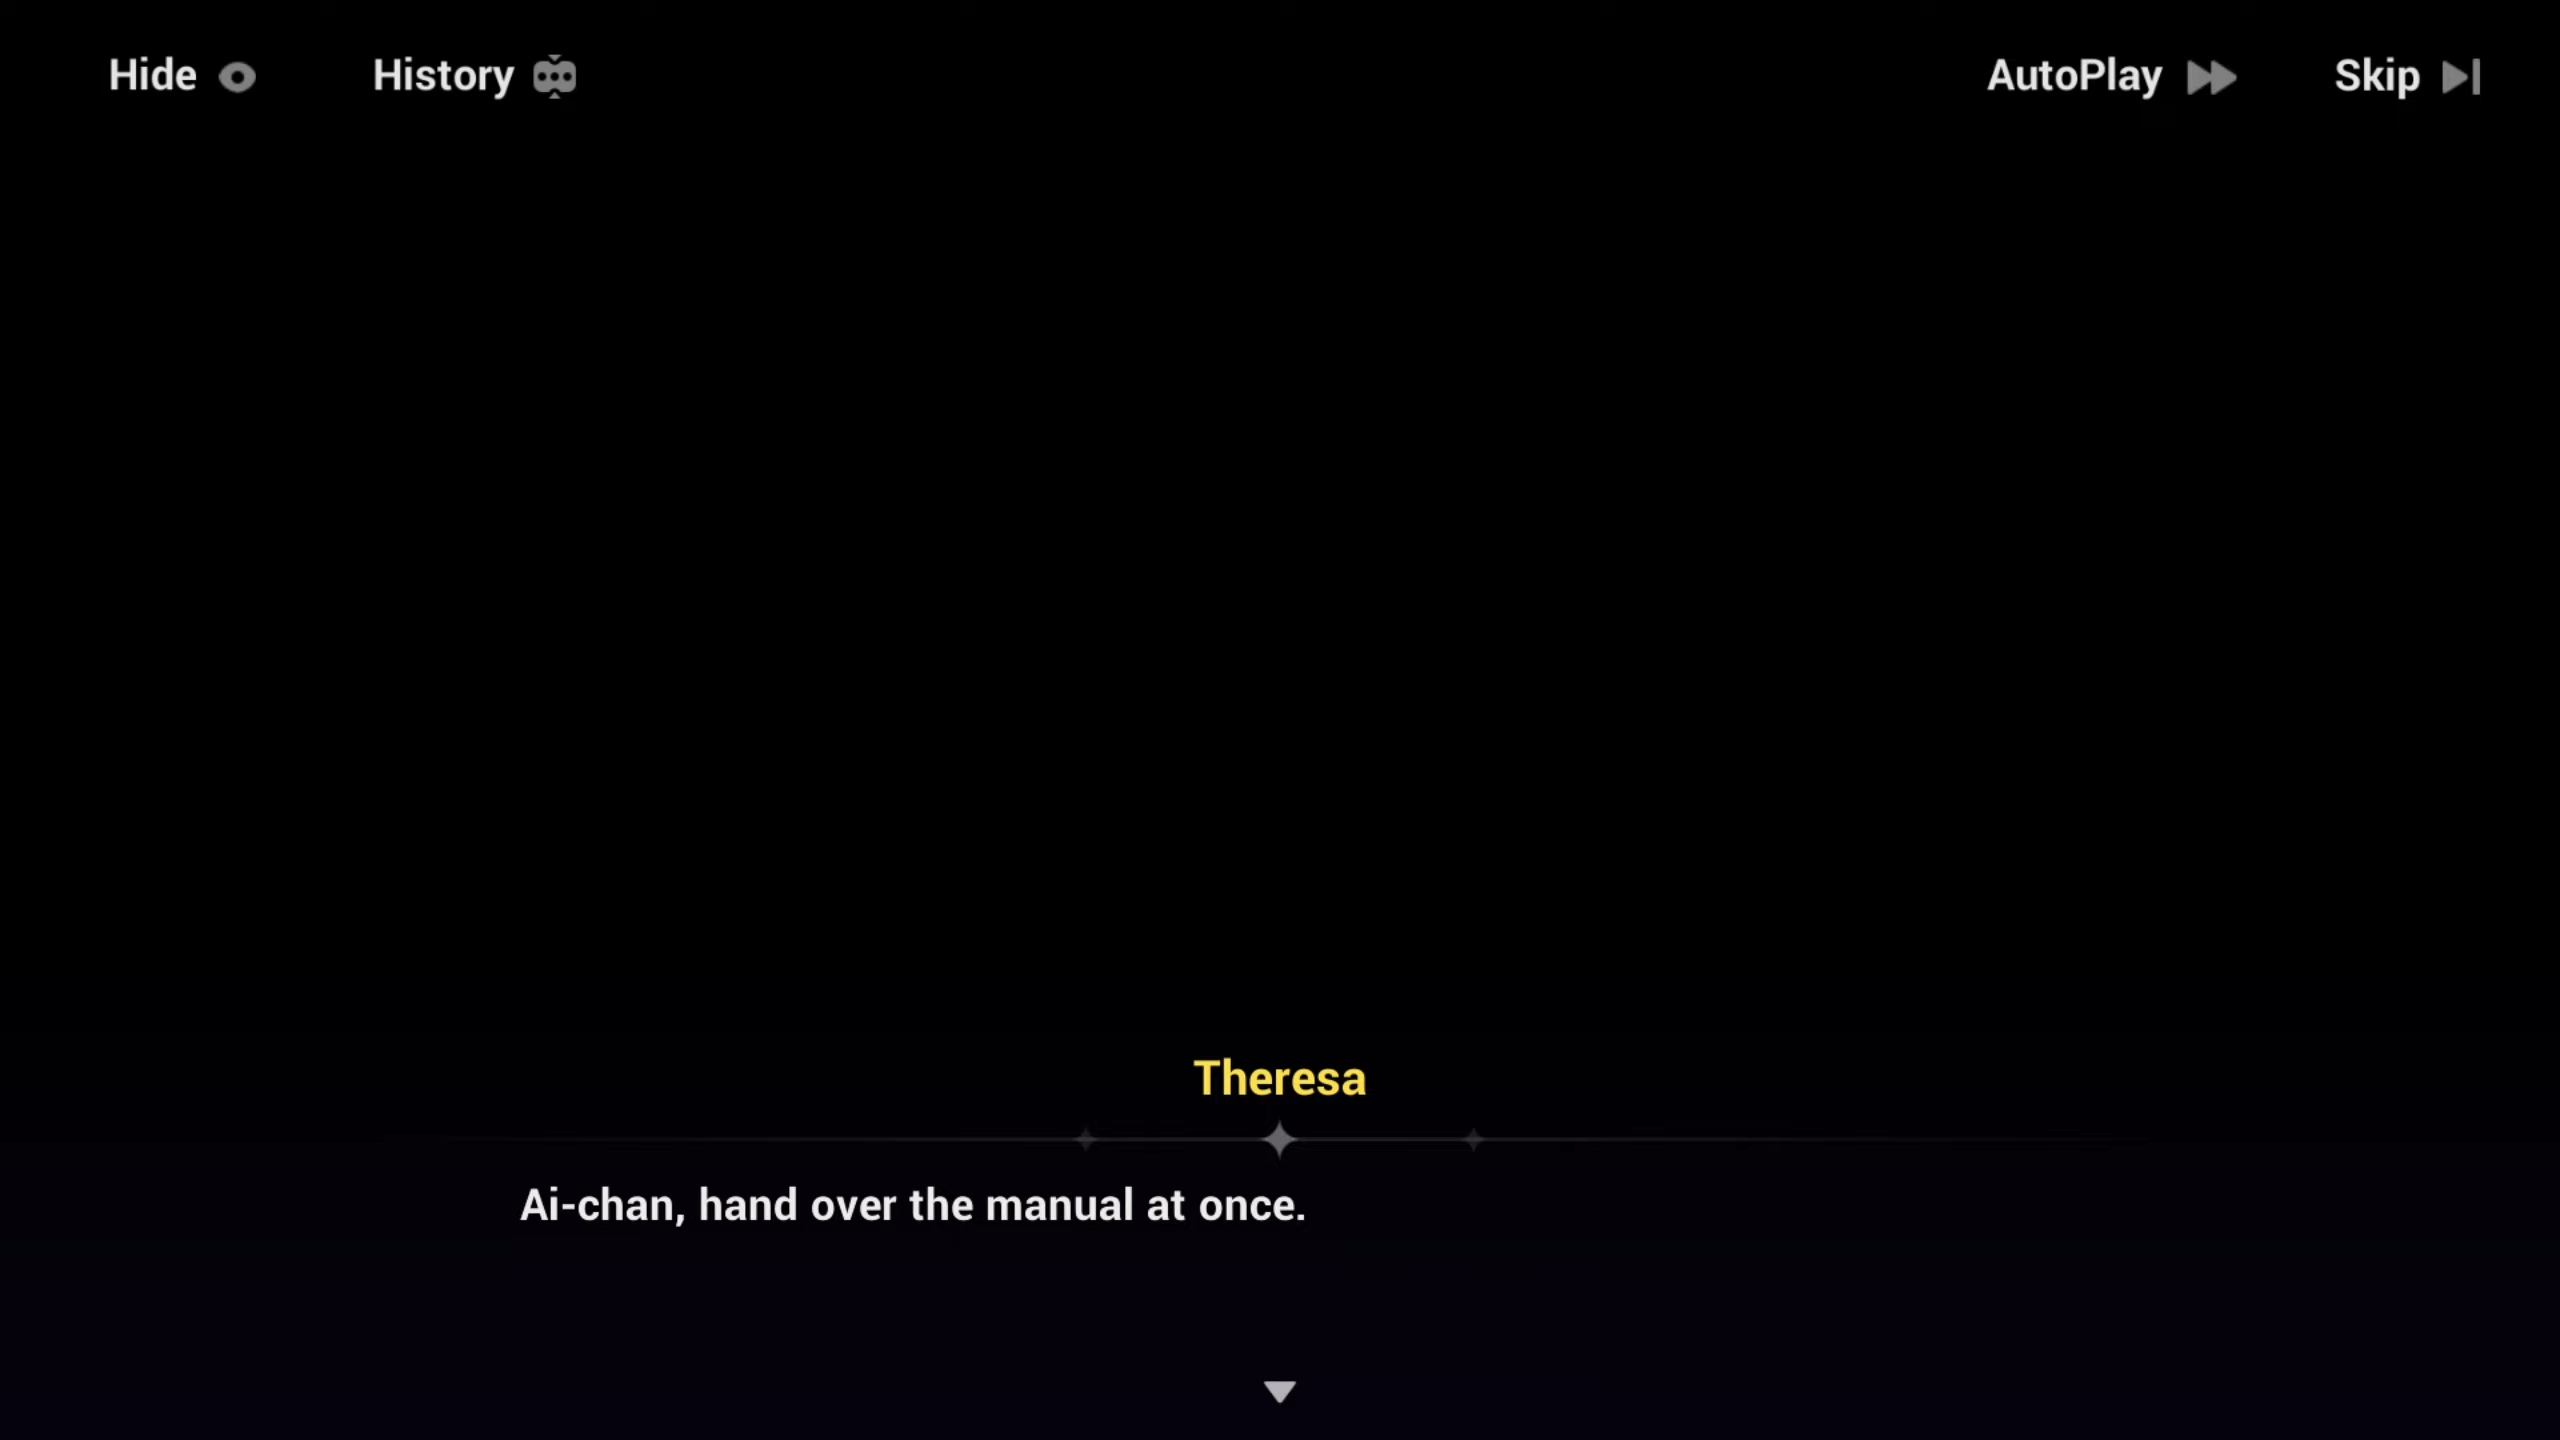 Hide
History
AutoPlay
Skip
Theresa
Ai-chan, hand over the manual at once.